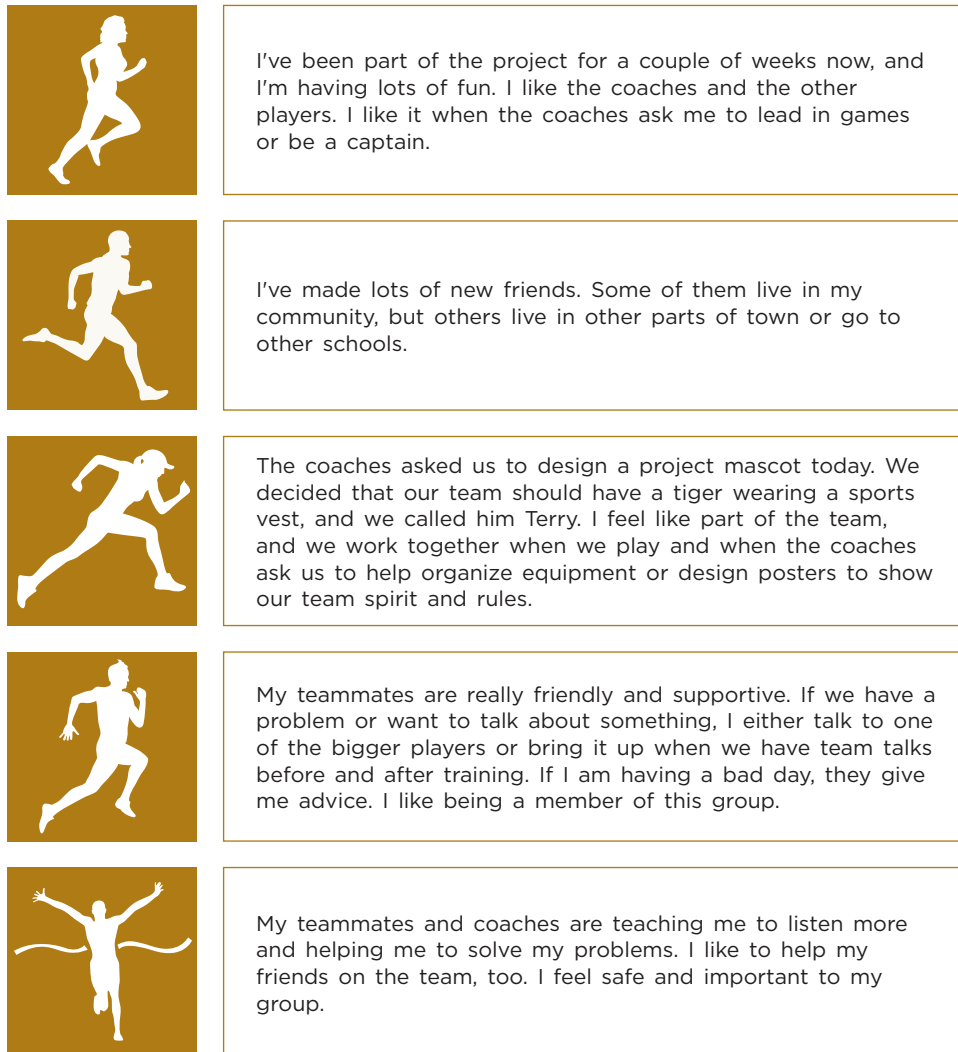 I've been part of the project for a couple of weeks now, and
I'm having lots of fun. I like the coaches and the other
players. I like it when the coaches ask me to lead in games
or be a captain.
I've made lots of new friends. Some of them live in my
community, but others live in other parts of town or go to
other schools.
The coaches asked us to design a project mascot today. We
decided that our team should have a tiger wearing a sports
vest, and we called him Terry. I feel like part of the team,
and we work together when we play and when the coaches
ask us to help organize equipment or design posters to show
our team spirit and rules.
My teammates are really friendly and supportive. If we have a
problem or want to talk about something, I either talk to one
of the bigger players or bring it up when we have team talks
before and after training. If I am having a bad day, they give
me advice. I like being a member of this group.
My teammates and coaches are teaching me to listen more
and helping me to solve my problems. I like to help my
friends on the team, too. I feel safe and important to my
group.